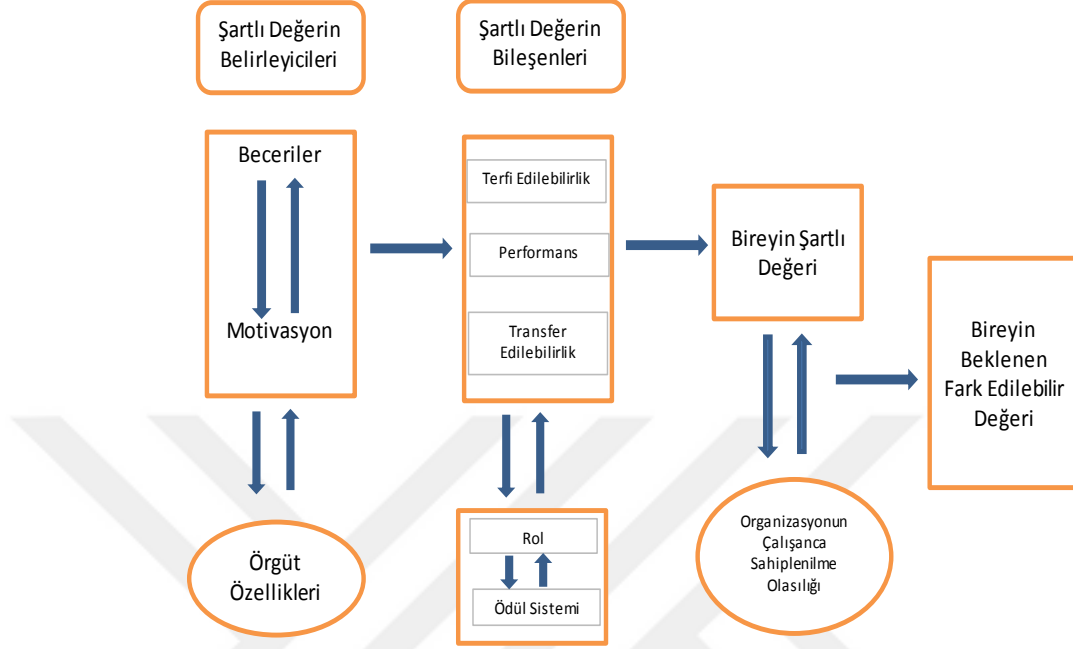 Şartlı Değerin
Belirleyicileri
Şartlı Değerin
Bileşenleri
Beceriler
Motivasyon
Terfi Edilebilirlik
Performans
Transfer
Edilebilirlik
Bireyin Şartlı
Değeri
Bireyin
Beklenen
Fark Edilebilir
Değeri
Örgüt
Özellikleri
Rol
Ödül Sistemi
Organizasyonun
Çalışanca
Sahiplenilme
Olasılığı